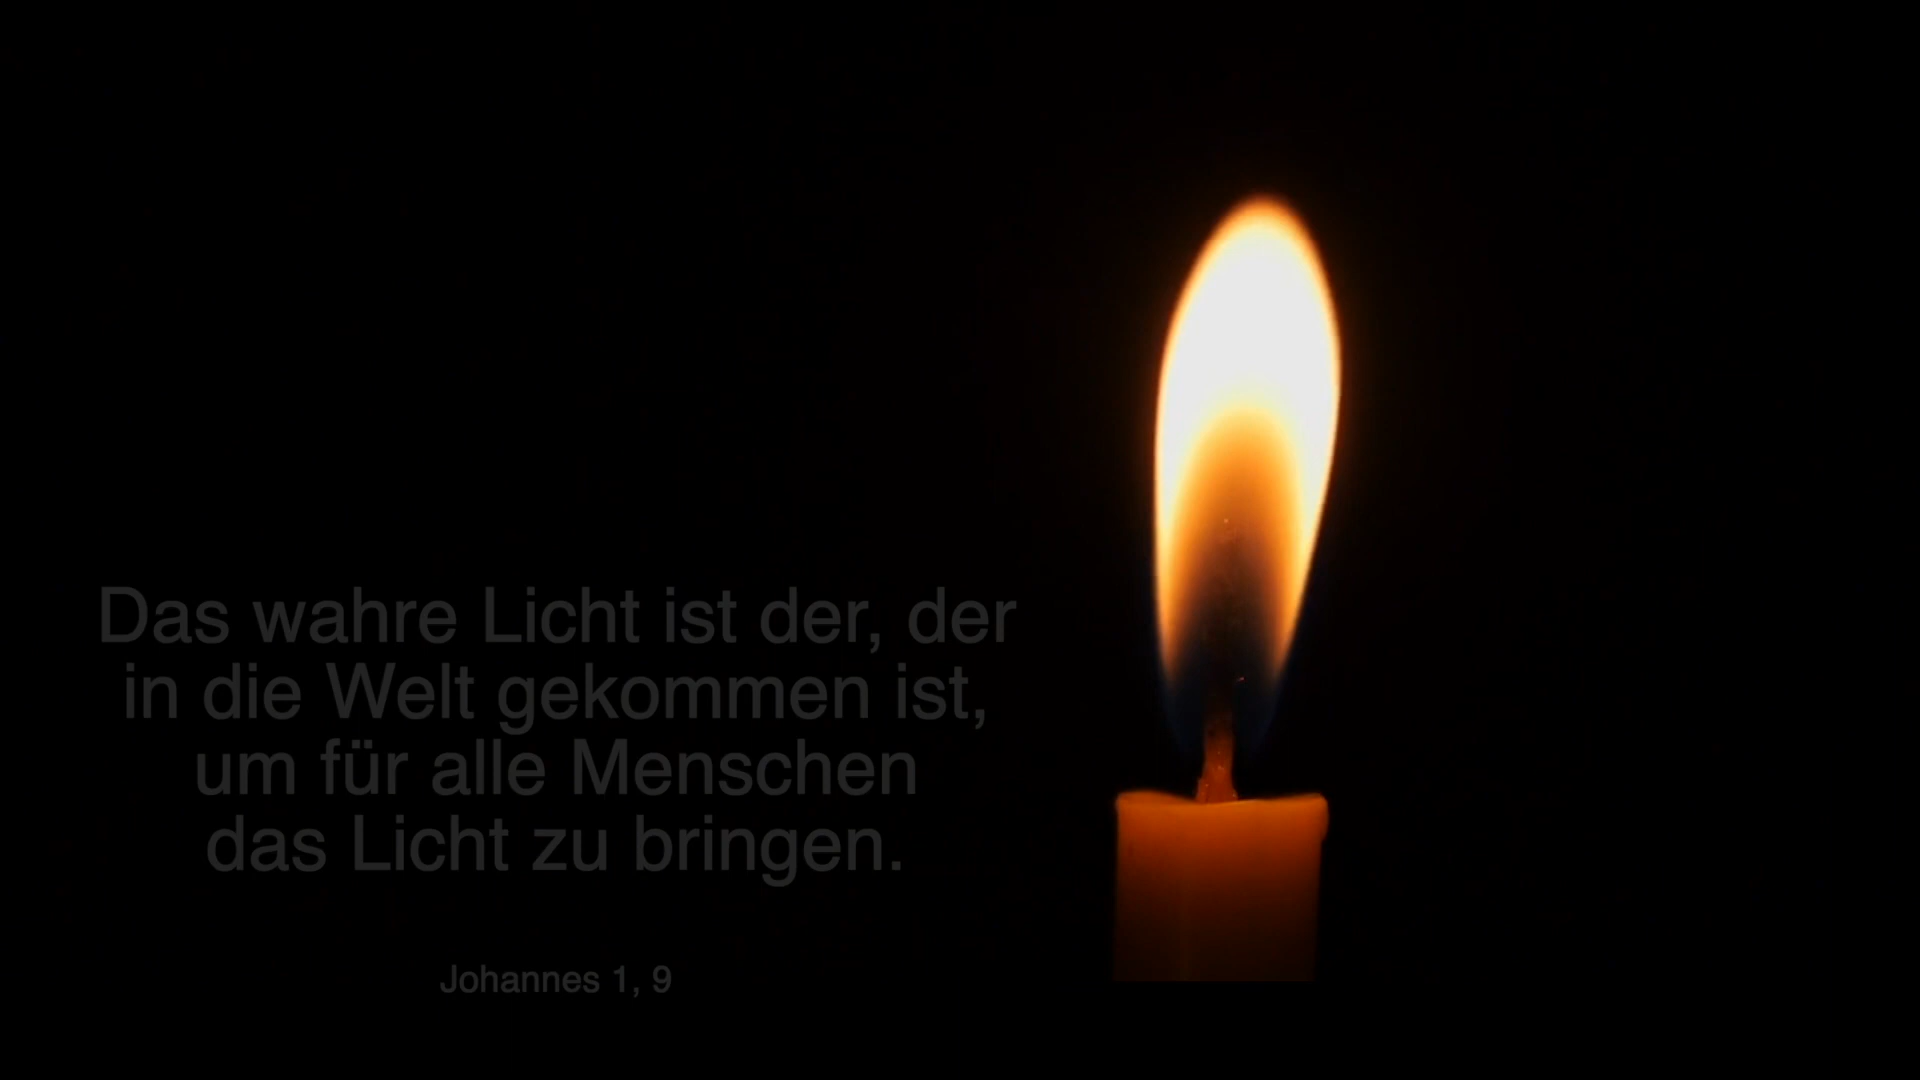 Das wahre Licht ist der, der
in die Welt gekommen ist,
um für alle Menschen
das Licht zu bringen.
Johannes 1, 9